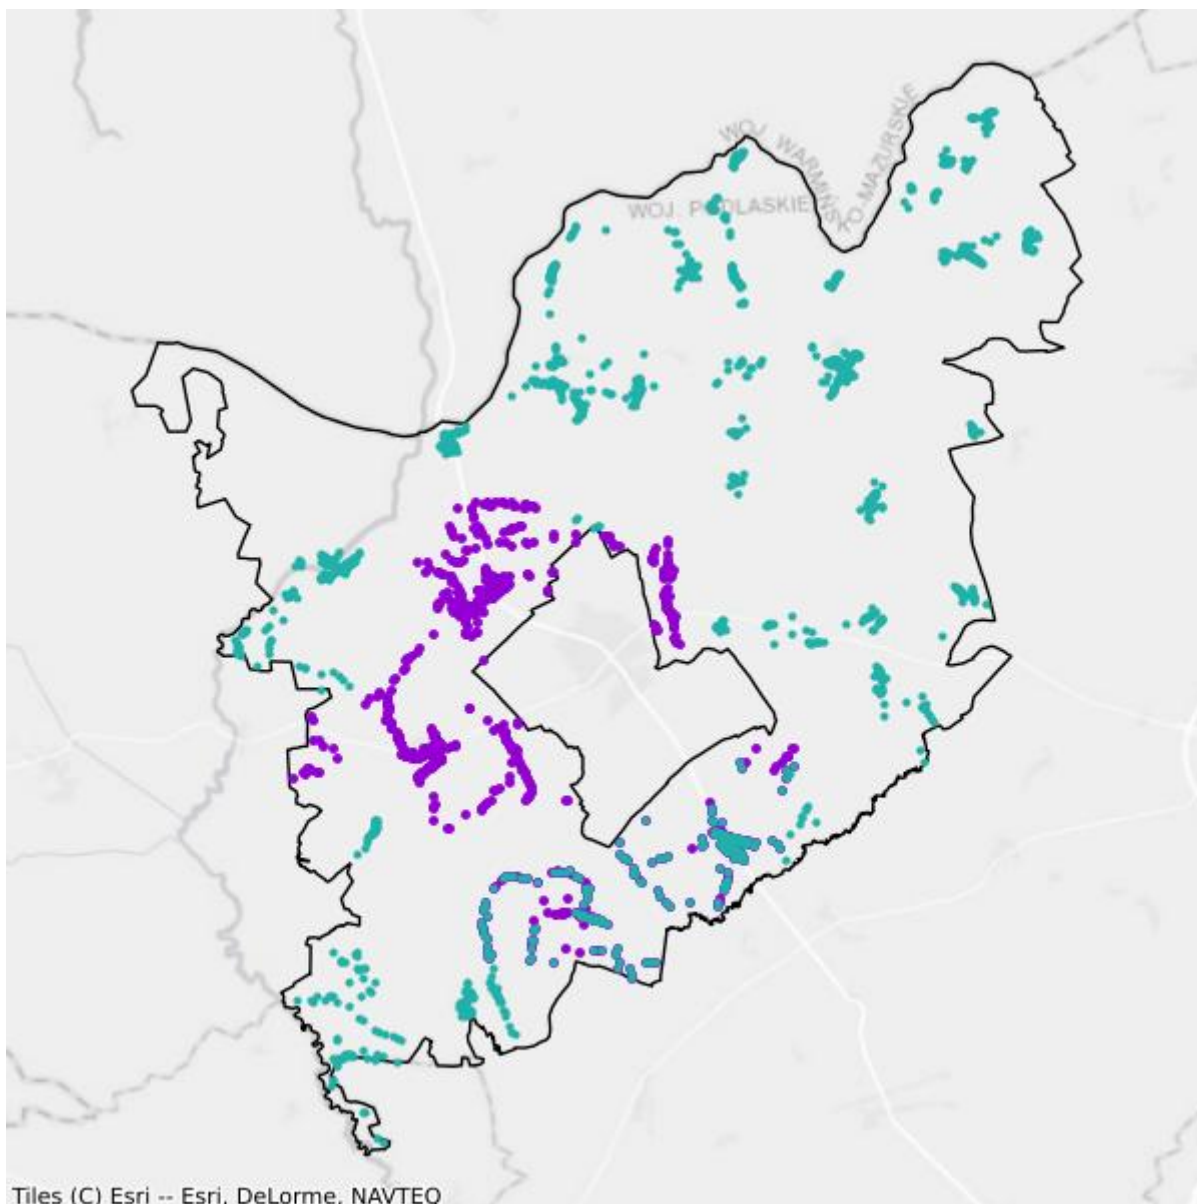 WOJ. WARMIŃSKO-MAZURSKIE
WOJ. PODLASKIE
Tiles (C) Esri -- Esri, DeLorme, NAVTEQ